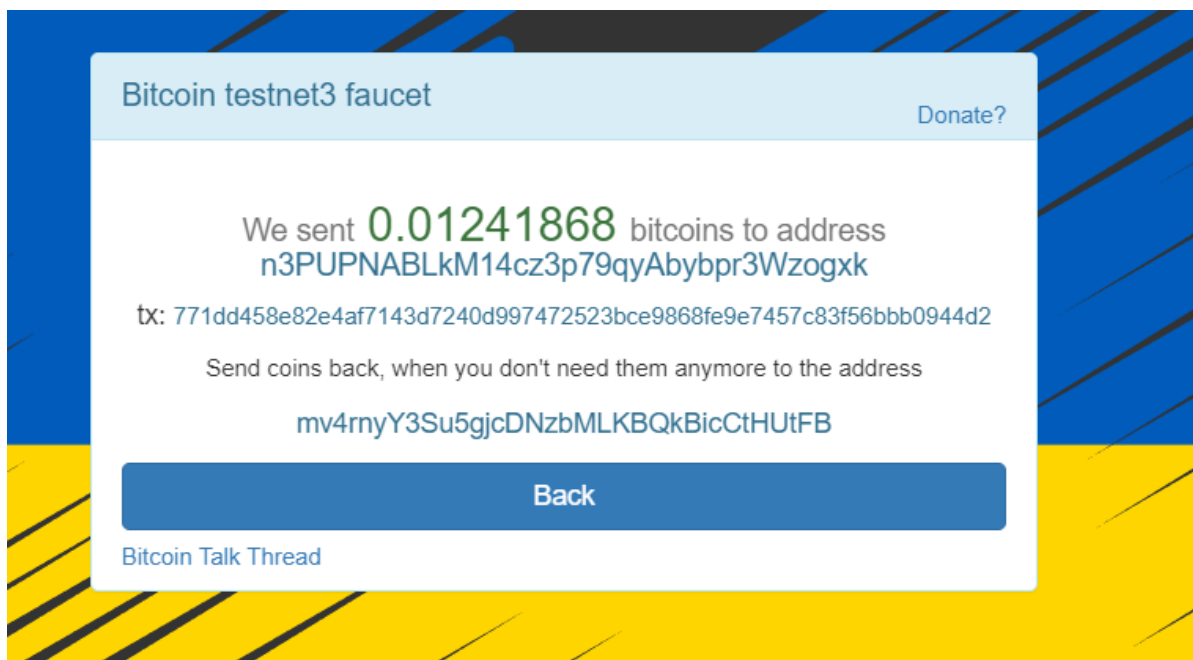 Bitcoin testnet3 faucet
Donate?
We sent 0.01241868 bitcoins to address
n3PUPNABLkM14cz3p79qyAbybpr3Wzogxk
tx: 771dd458e82e4af7143d7240d997472523bce9868fe9e7457c83f56bbb0944d2
Send coins back, when you don't need them anymore to the address
mv4rnyY3Su5gjcDNzbMLKBQkBicCtHUtFB
Back
Bitcoin Talk Thread